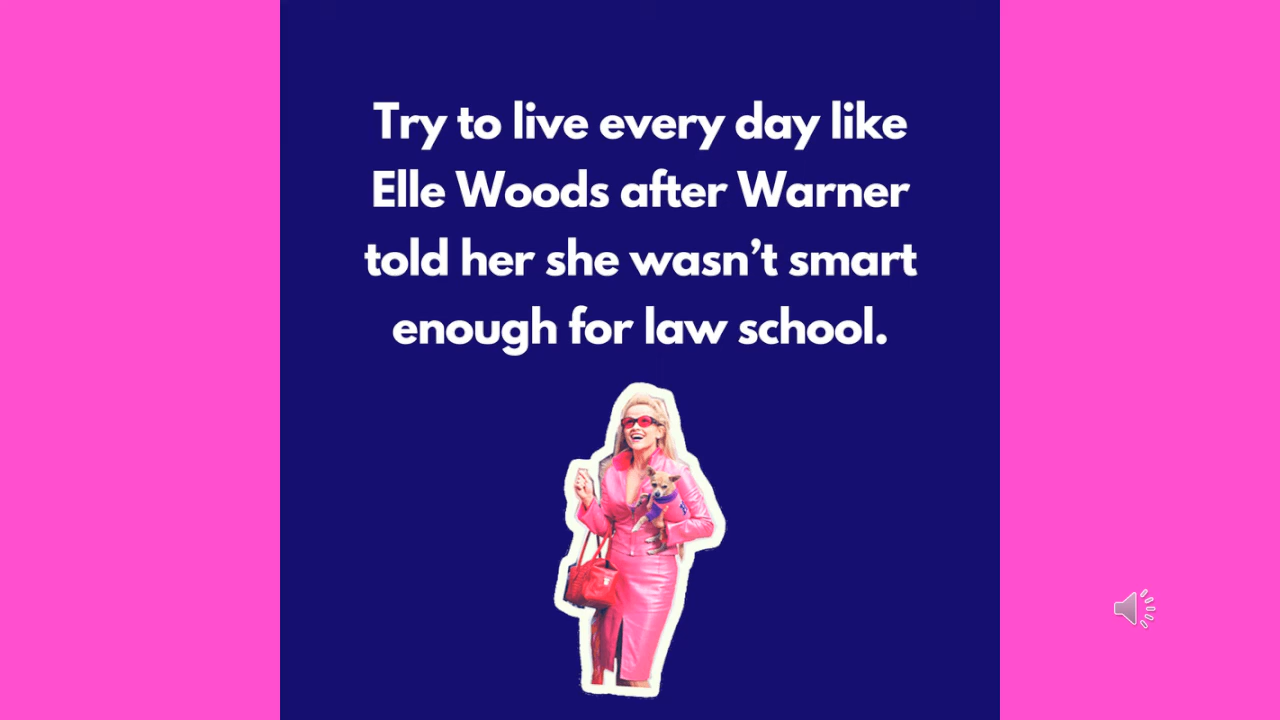 Try to live every day like
Elle Woods after Warner
told her she wasn’t smart
enough for law school.